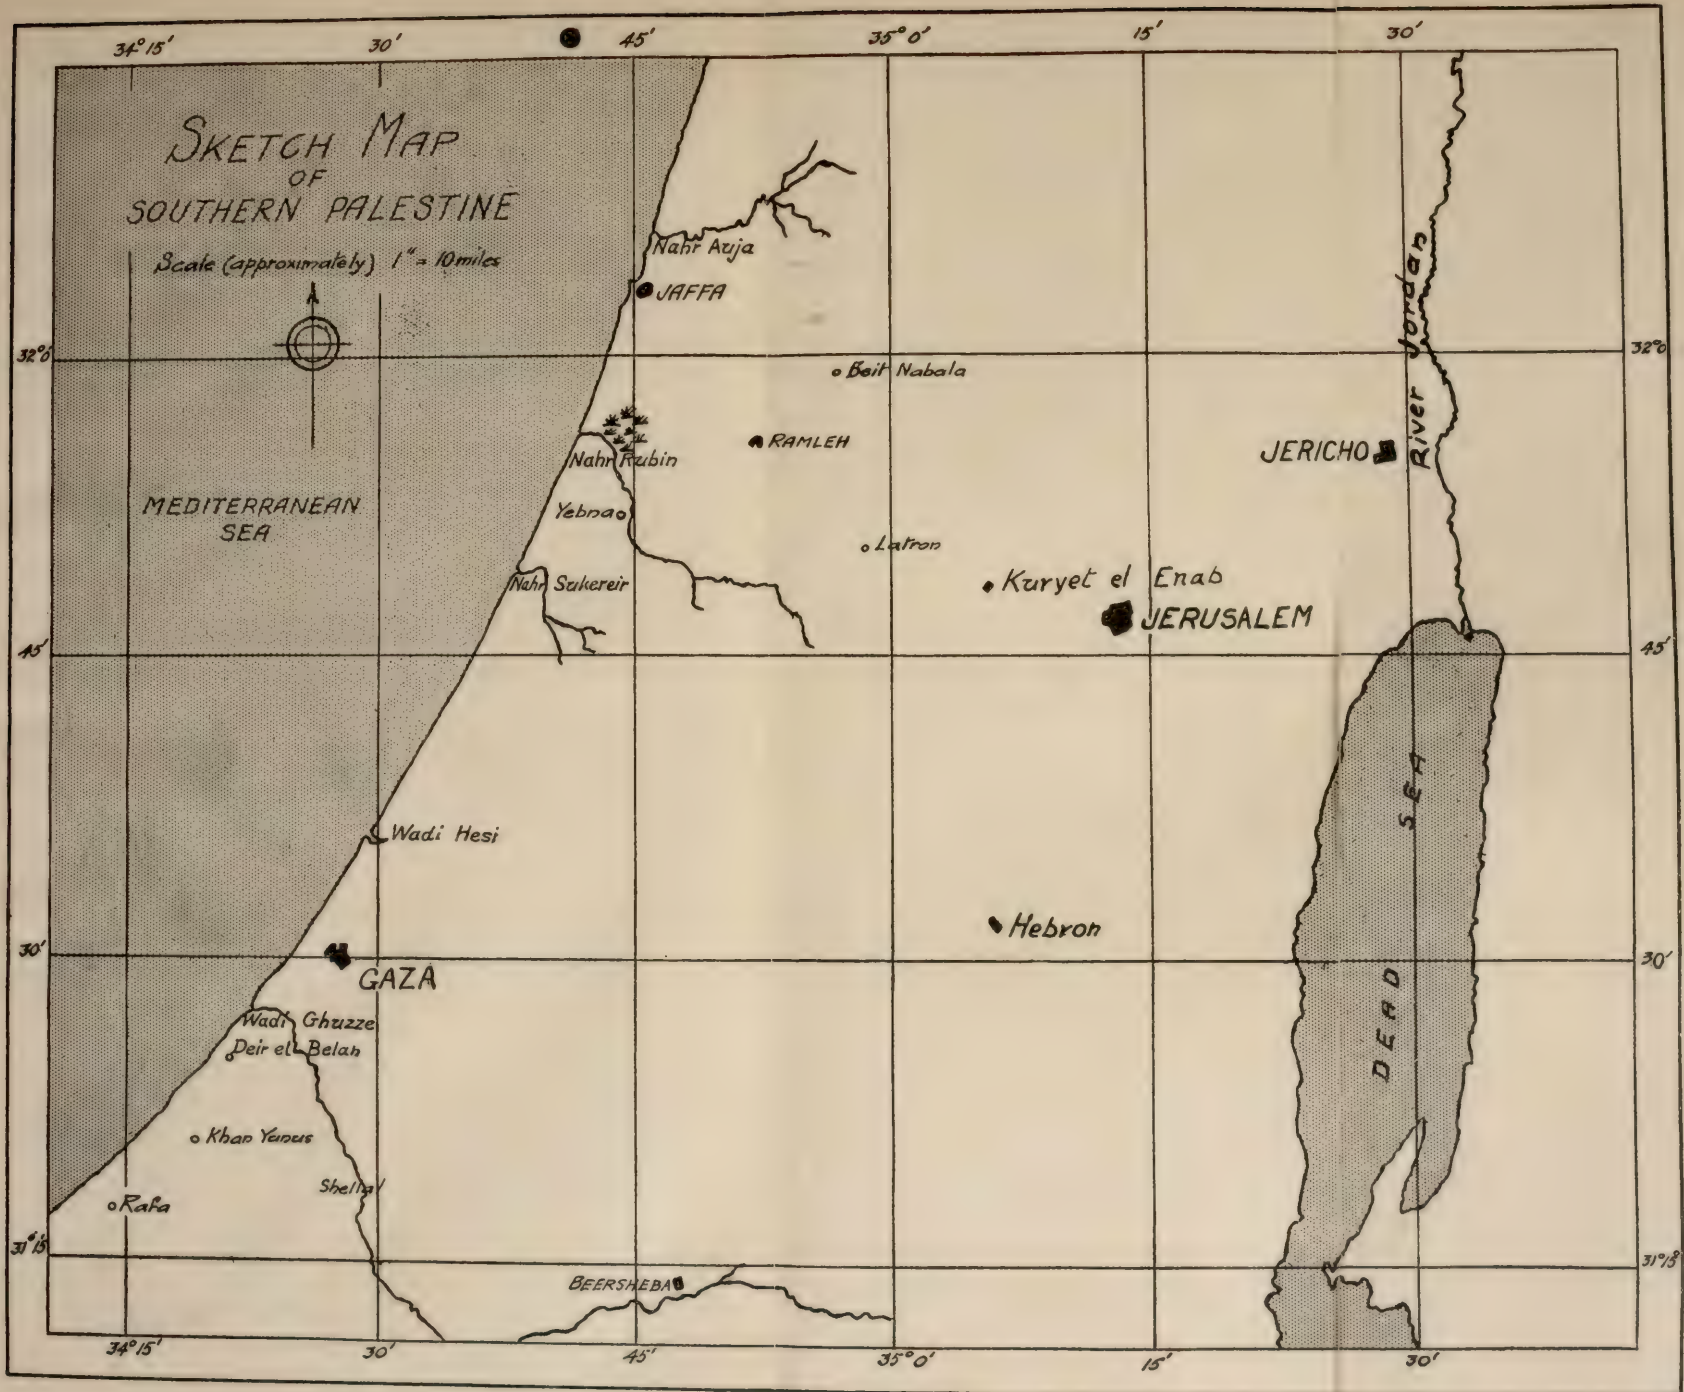 34°15' 30' 45' 35°0' 15' 30'
SKETCH MAP
OF
SOUTHERN PALESTINE
Scale (approximately) 1" = 10 miles
Nahr Auja
JAFFA
River Jordan
32°0' 32°0
Beit Nabala
RAMLEH
JERICHO
Nahr Rubin
MEDITERRANEAN
SEA
Yebna
Latron
Nahr Sukereir
Kuryet el Enab
JERUSALEM
45' 45'
DEAD SEA
Wadi Hesi
Hebron
30' 30'
GAZA
Wadi Ghuzze
Deir el Belah
Khan Yunus
Shellal
Rafa
31°15' 31°15'
BEERSHEBA
34°15' 30' 45' 35°0' 15' 30'